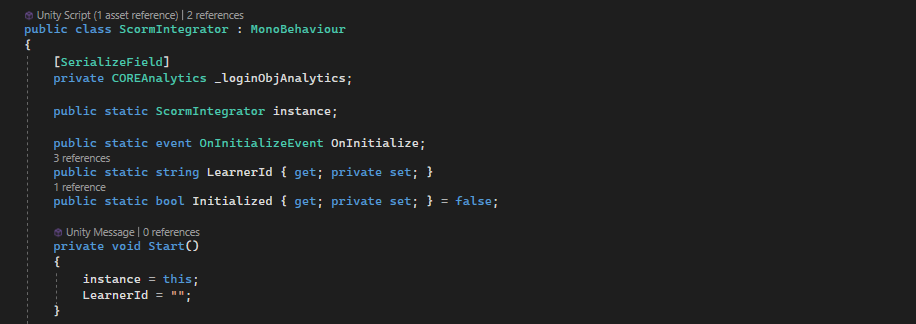 Unity Script (1 asset reference) | 2 references
public class ScormIntegrator : MonoBehaviour
{
[SerializeField]
private COREAnalytics _loginObjAnalytics;
public static ScormIntegrator instance;
public static event OnInitializeEvent OnInitialize;
3 references
public static string LearnerId { get; private set; }
1 reference
public static bool Initialized { get; private set; } = false;
Unity Message | 0 references
private void Start()
{
instance = this;
LearnerId = "";
}